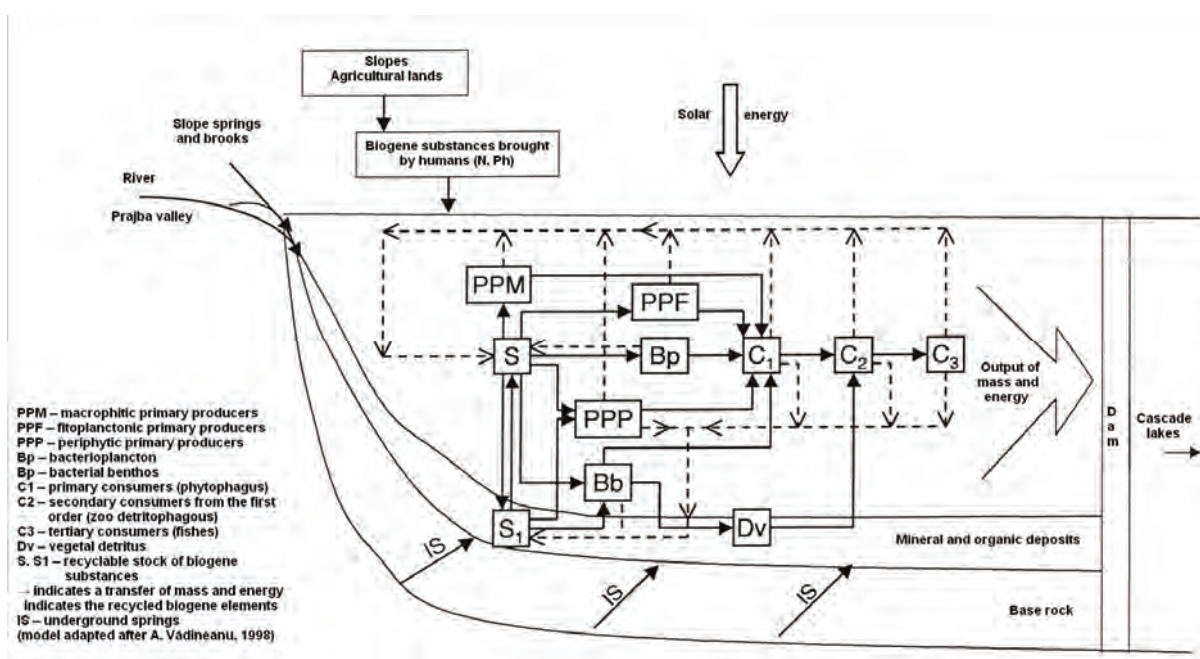 Slopes
Agricultural lands
Solar energy
Slope springs
and brooks
Biogene substances brought
by humans (N. Ph)
River
Prajba valley
PPM
PPF
S
Bp
C1
C2
C3
Output of
mass and
energy
PPP
Dam
Cascade
lakes
Bb
S1
Dv
IS
IS
IS
Mineral and organic deposits
Base rock
PPM – macrophitic primary producers
PPF – fitoplanctonic primary producers
PPP – periphytic primary producers
Bp – bacterioplancton
Bp – bacterial benthos
C1 – primary consumers (phytophagus)
C2 – secondary consumers from the first
order (zoo detritophagous)
C3 – tertiary consumers (fishes)
Dv – vegetal detritus
S. S1 – recyclable stock of biogene
substances
→ indicates a transfer of mass and energy
indicates the recycled biogene elements
IS – underground springs
(model adapted after A. Vădineanu, 1998)